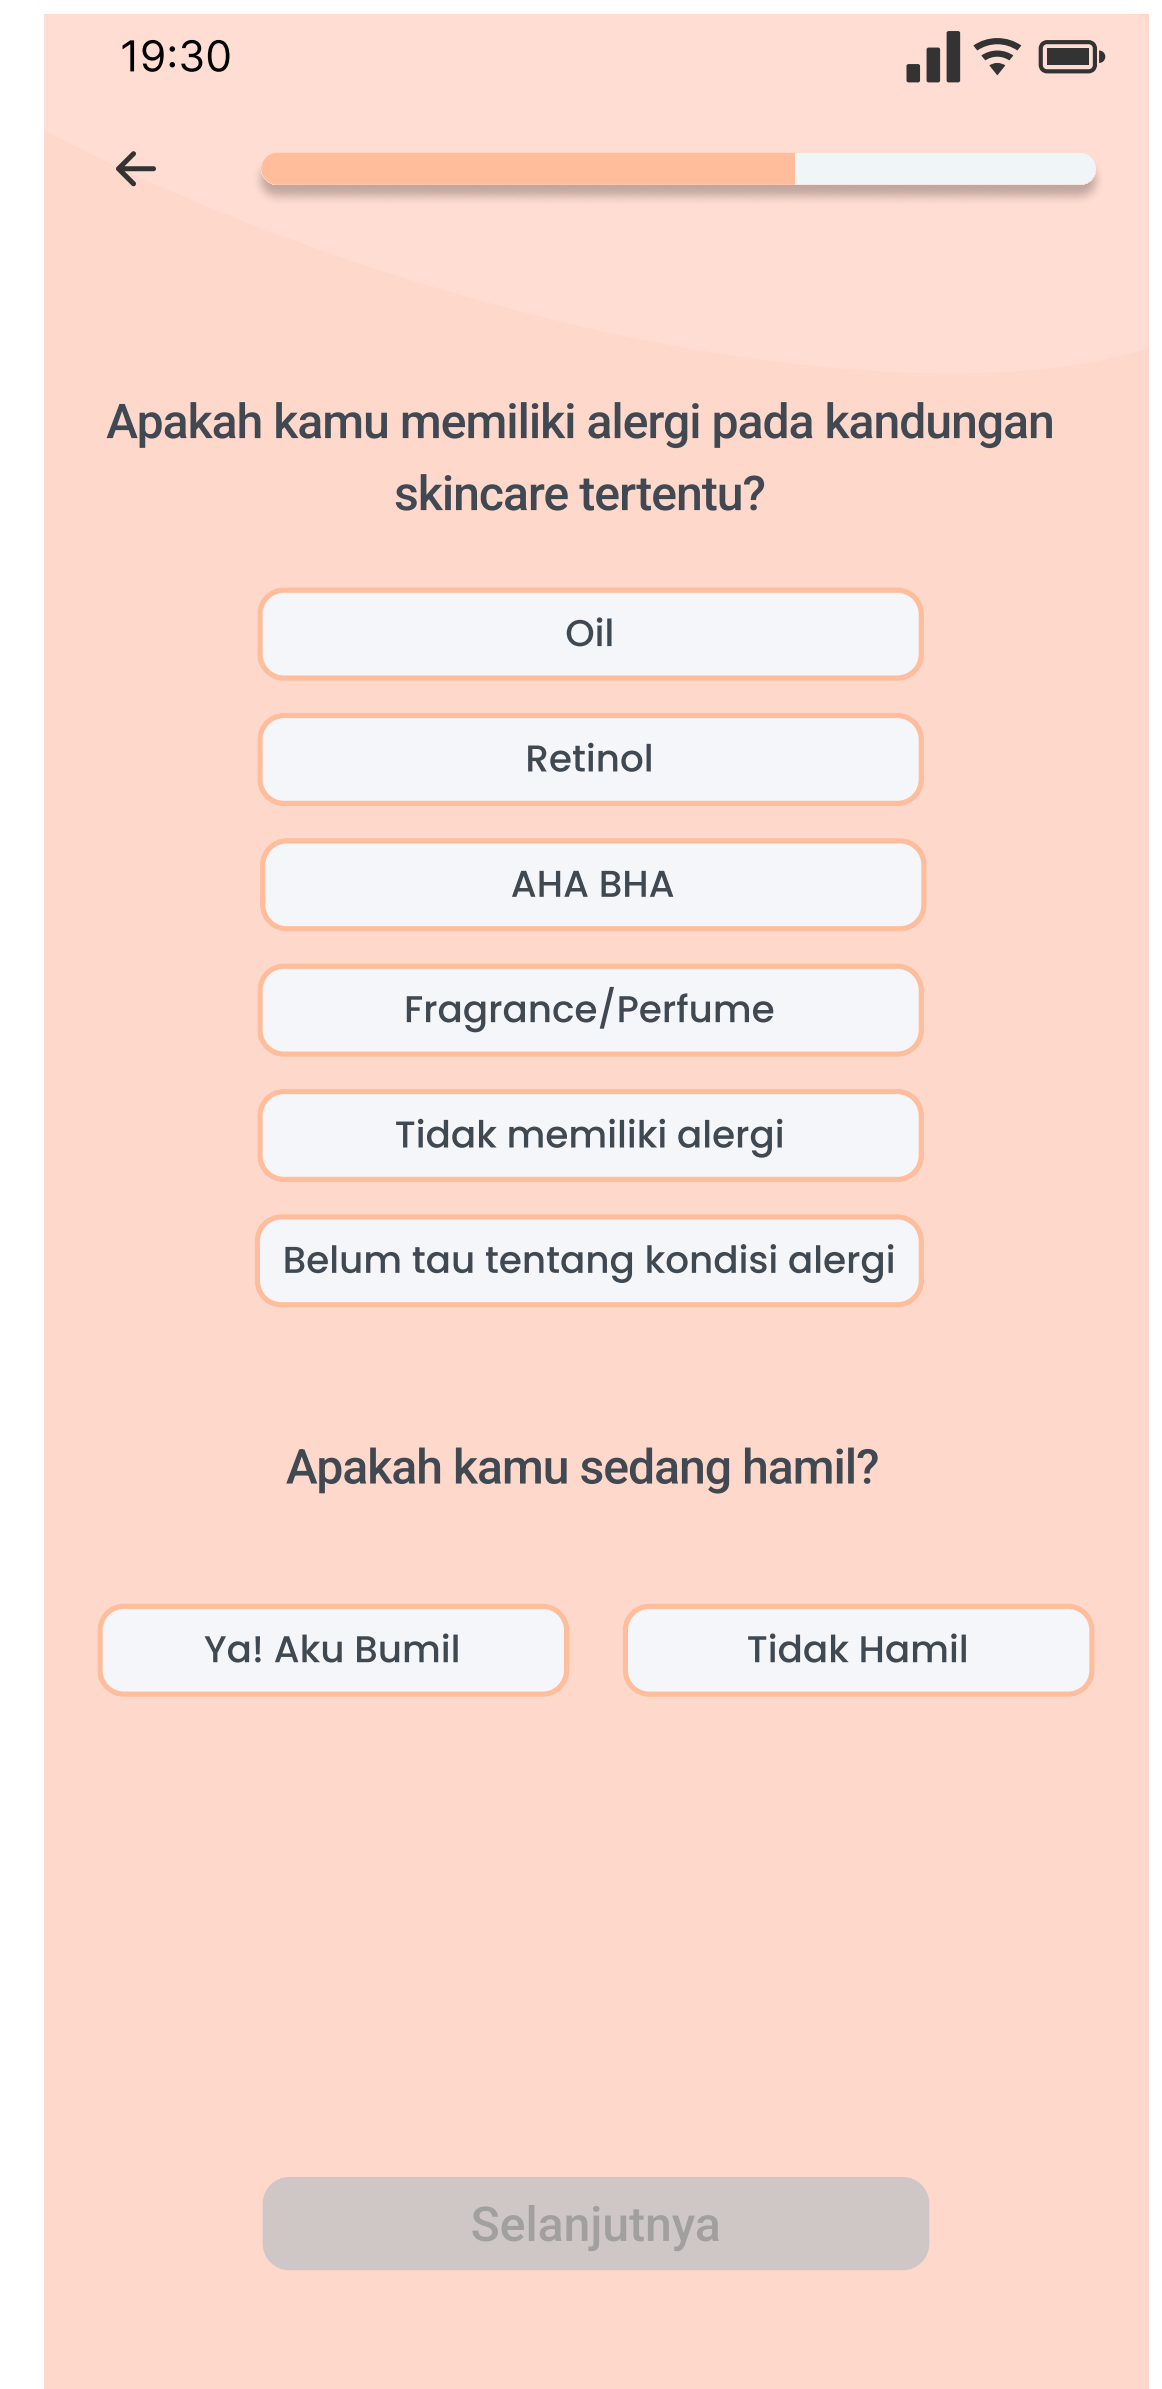 19:30
Apakah kamu memiliki alergi pada kandungan
skincare tertentu?
Oil
Retinol
AHA BHA
Fragrance/Perfume
Tidak memiliki alergi
Belum tau tentang kondisi alergi
Apakah kamu sedang hamil?
Ya! Aku Bumil
Tidak Hamil
Selanjutnya